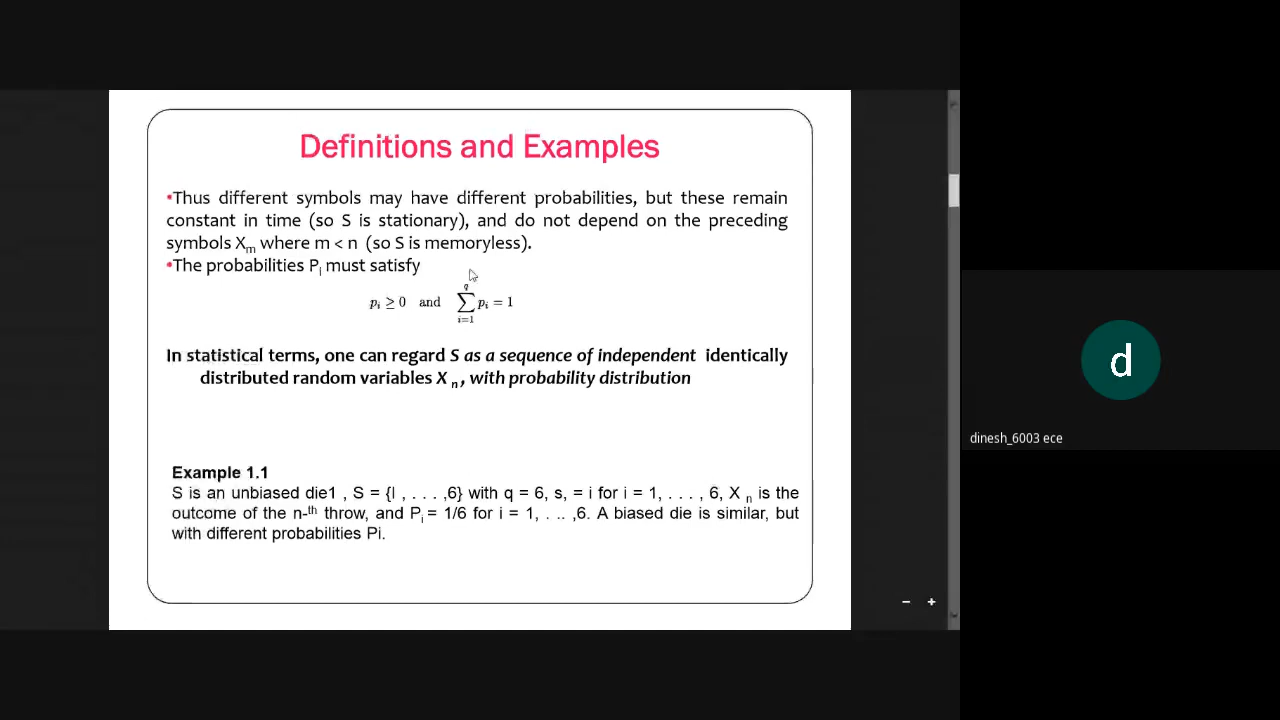 Definitions and Examples
•Thus different symbols may have different probabilities, but these remain
constant in time (so S is stationary), and do not depend on the preceding
symbols Xm where m < n (so S is memoryless).
•The probabilities Pi must satisfy
q
pi ≥ 0 and ∑ pi = 1
i=1
In statistical terms, one can regard S as a sequence of independent identically
distributed random variables X n, with probability distribution
Example 1.1
S is an unbiased die1 , S = {I , . . . ,6} with q = 6, s, = i for i = 1, . . . , 6, X n is the
outcome of the n-th throw, and Pi = 1/6 for i = 1, . .. ,6. A biased die is similar, but
with different probabilities Pi.
d
dinesh_6003 ece
− +